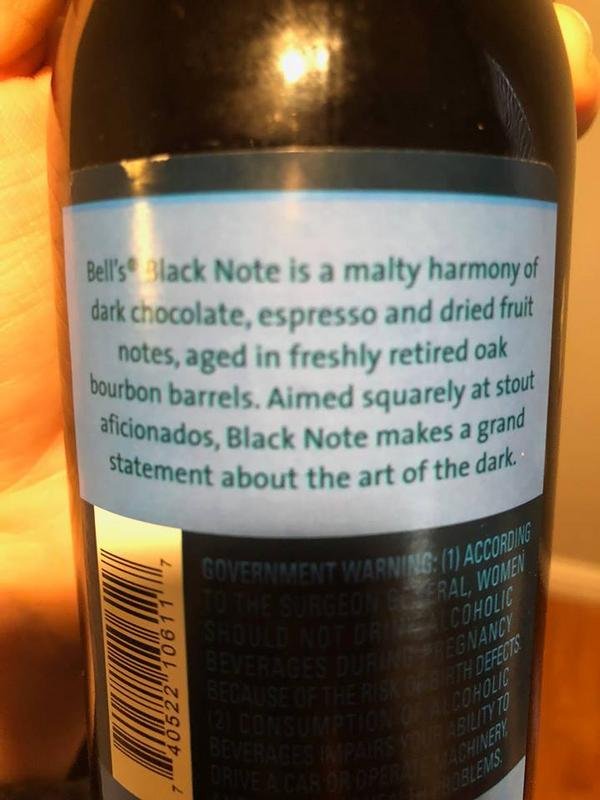 Bell's® Black Note is a malty harmony of
dark chocolate, espresso and dried fruit
notes, aged in freshly retired oak
bourbon barrels. Aimed squarely at stout
aficionados, Black Note makes a grand
statement about the art of the dark.
GOVERNMENT WARNING: (1) ACCORDING
TO THE SURGEON GENERAL, WOMEN
SHOULD NOT DRINK ALCOHOLIC
BEVERAGES DURING PREGNANCY
BECAUSE OF THE RISK OF BIRTH DEFECTS.
(2) CONSUMPTION OF ALCOHOLIC
BEVERAGES IMPAIRS YOUR ABILITY TO
DRIVE A CAR OR OPERATE MACHINERY,
HEALTH PROBLEMS.
7 40522 10611 7